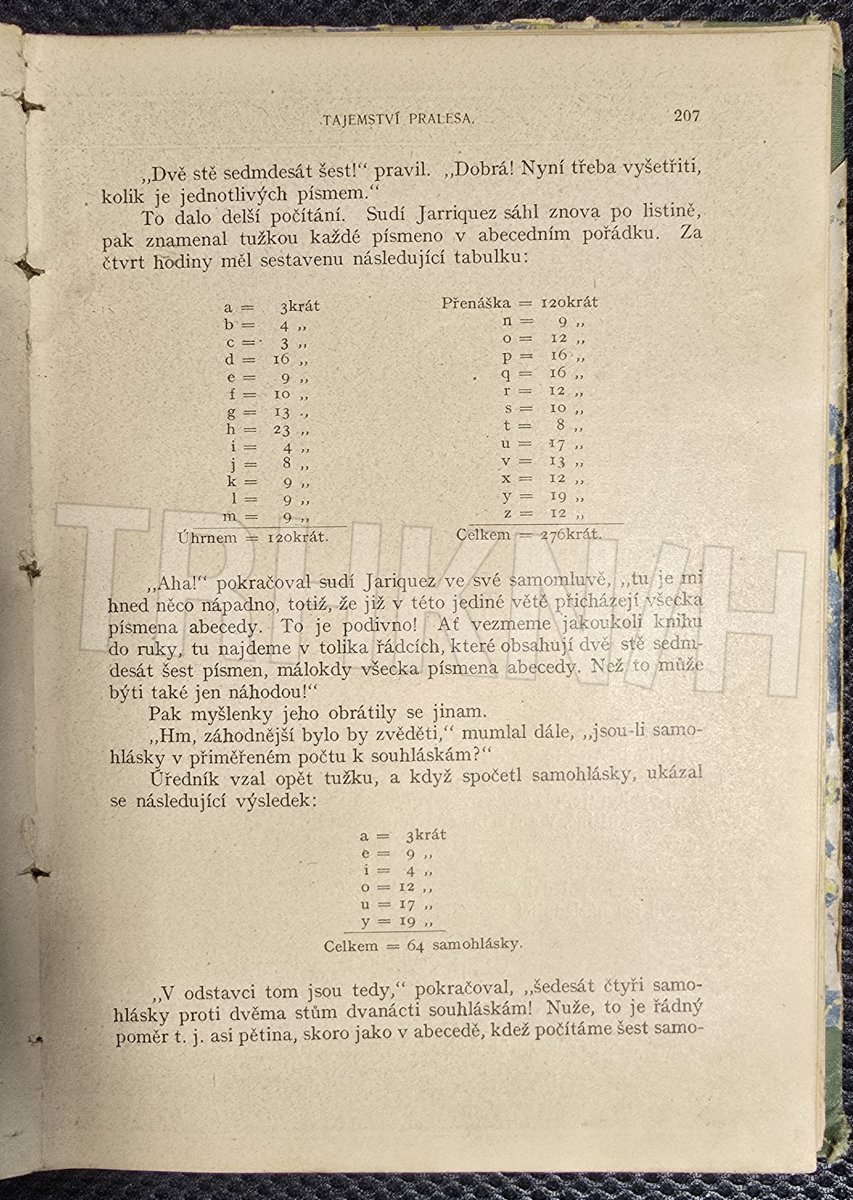 TAJEMSTVÍ PRALESA. 207
„Dvě stě sedmdesát šest!“ pravil. „Dobrá! Nyní třeba vyšetřiti,
kolik je jednotlivých písmem.“
To dalo delší počítání. Sudí Jarriquez sáhl znova po listině,
pak znamenal tužkou každé písmeno v abecedním pořádku. Za
čtvrt hodiny měl sestavenu následující tabulku:
a = 3krát
b = 4 „
c = 3 „
d = 16 „
e = 9 „
f = 10 „
g = 13 „
h = 23 „
i = 4 „
j = 8 „
k = 9 „
l = 9 „
m = 9 „
Úhrnem = 120krát.
Přenáška = 120krát
n = 9 „
o = 12 „
p = 16 „
q = 16 „
r = 12 „
s = 10 „
t = 8 „
u = 17 „
v = 13 „
x = 12 „
y = 19 „
z = 12 „
Celkem = 276krát.
„Aha!“ pokračoval sudí Jariquez ve své samomluvě, „tu je mi
hned něco nápadno, totiž, že již v této jediné větě přicházejí všecka
písmena abecedy. To je podivno! Ať vezmeme jakoukoli knihu
do ruky, tu najdeme v tolika řádcích, které obsahují dvě stě sedm-
desát šest písmen, málokdy všecka písmena abecedy. Než to může
býti také jen náhodou!“
Pak myšlenky jeho obrátily se jinam.
„Hm, záhodnější bylo by zvěděti,“ mumlal dále, „jsou-li samo-
hlásky v přiměřeném počtu k souhláskám?“
Úředník vzal opět tužku, a když spočetl samohlásky, ukázal
se následující výsledek:
a = 3krát
e = 9 „
i = 4 „
o = 12 „
u = 17 „
y = 19 „
Celkem = 64 samohlásky.
„V odstavci tom jsou tedy,“ pokračoval, „šedesát čtyři samo-
hlásky proti dvěma stům dvanácti souhláskám! Nuže, to je řádný
poměr t. j. asi pětina, skoro jako v abecedě, kdež počítáme šest samo-
TRHKNIH